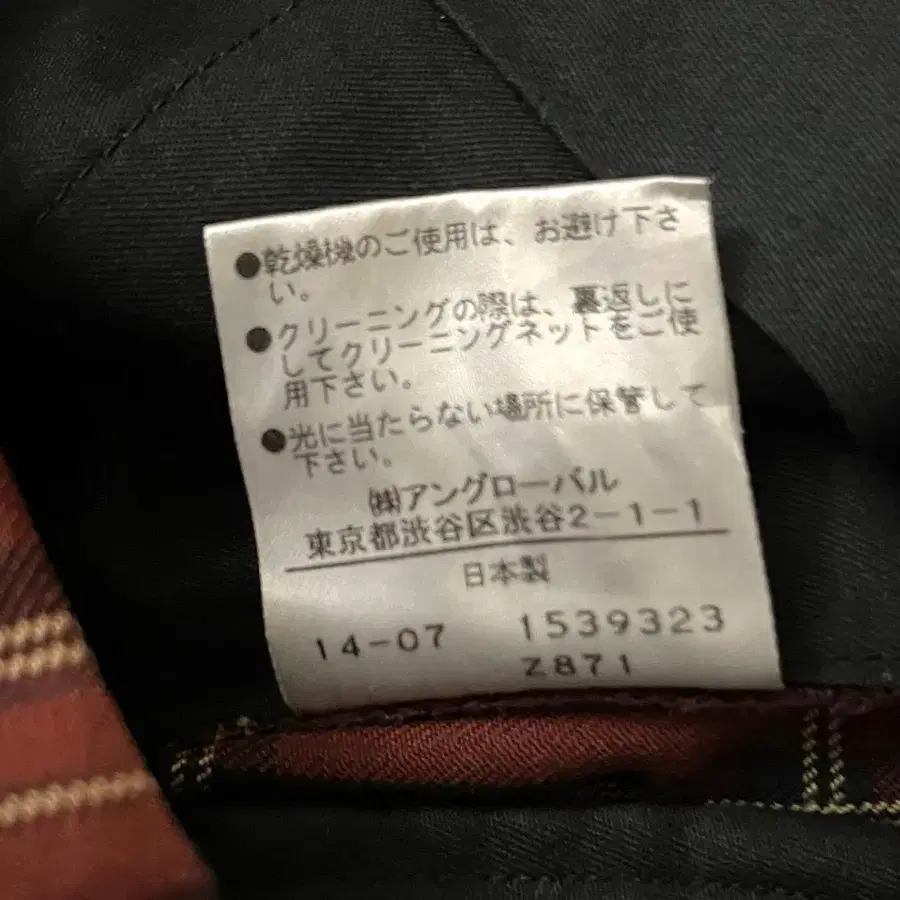 ●乾燥機のご使用は、お避け下さ
い。
●クリーニングの際は、裏返しに
してクリーニングネットをご使
用下さい。
●光に当たらない場所に保管して
下さい。
㈱アングローバル
東京都渋谷区渋谷2-1-1
日本製
14-07 1539323
Z871